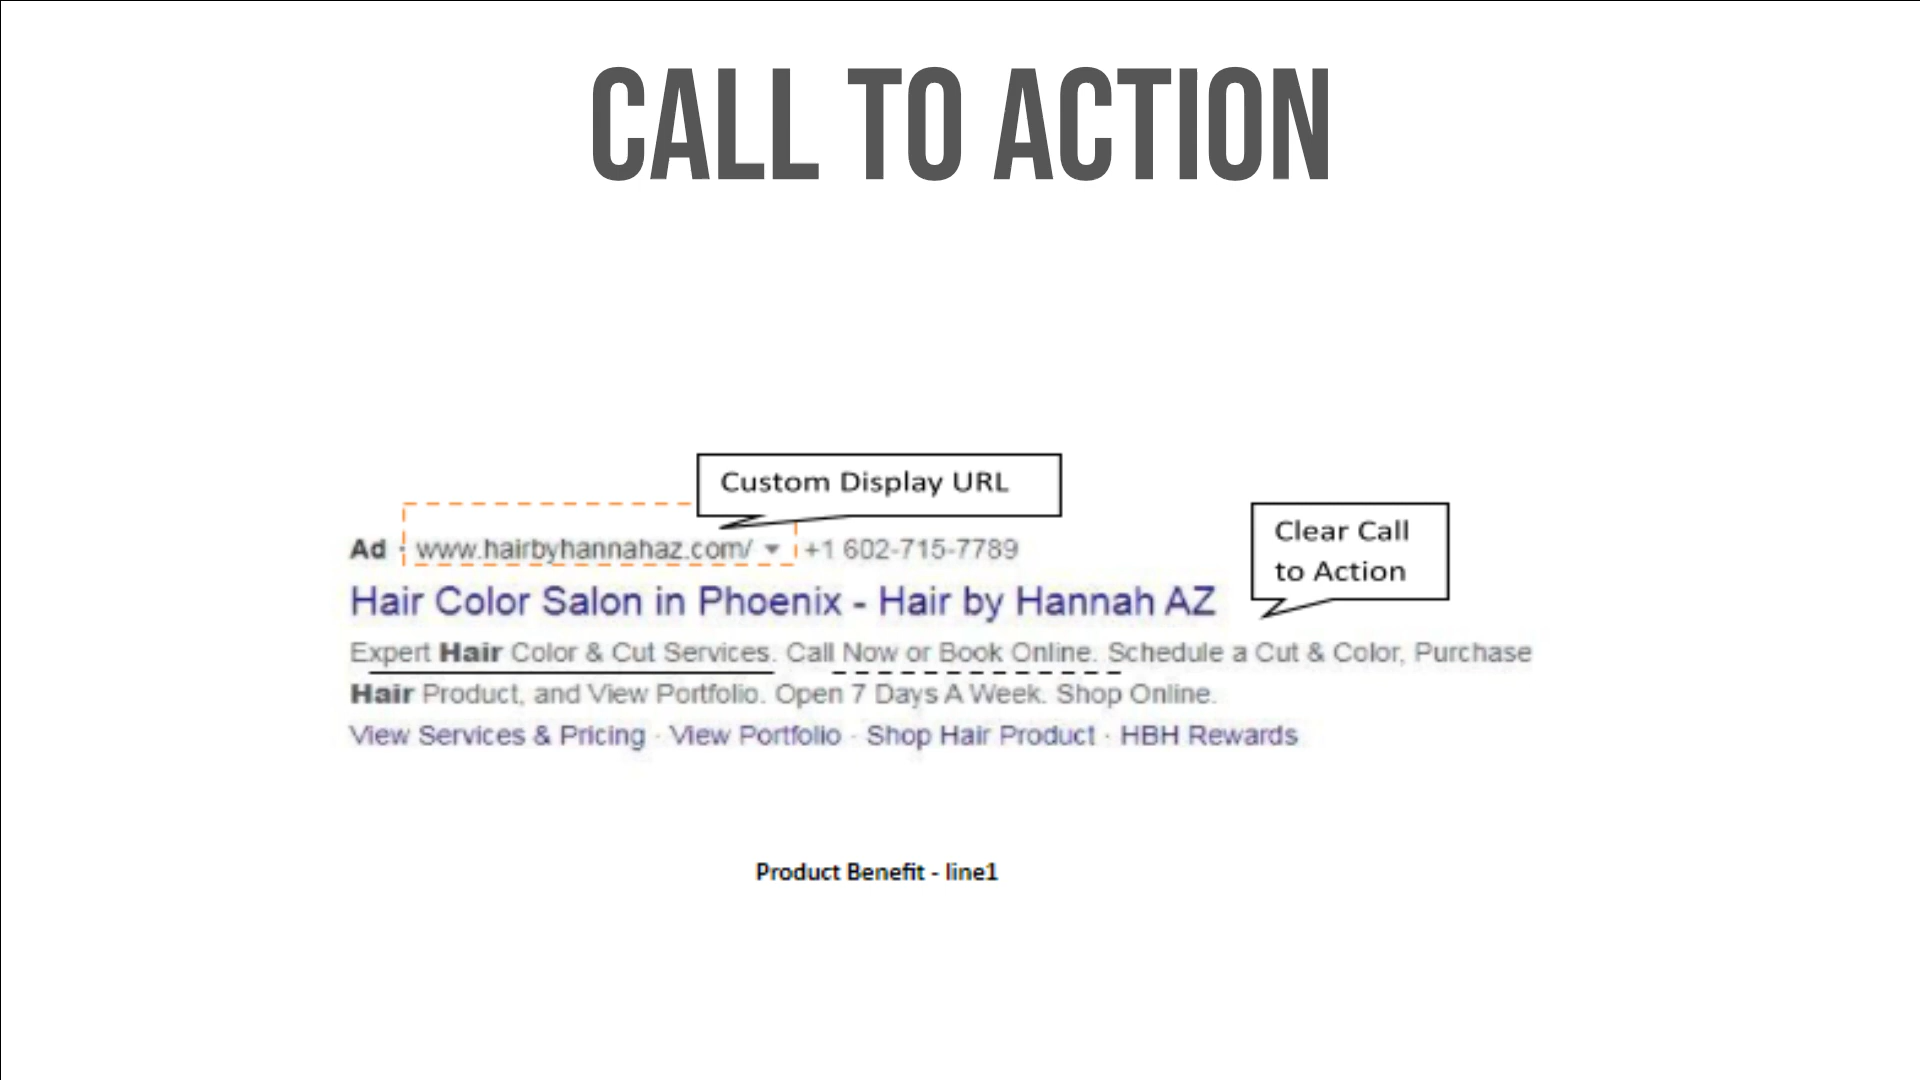 CALL TO ACTION
Custom Display URL
Clear Call
to Action
Ad · www.hairbyhannahaz.com/ +1 602-715-7789
Hair Color Salon in Phoenix - Hair by Hannah AZ
Expert Hair Color & Cut Services. Call Now or Book Online. Schedule a Cut & Color, Purchase
Hair Product, and View Portfolio. Open 7 Days A Week. Shop Online.
View Services & Pricing · View Portfolio · Shop Hair Product · HBH Rewards
Product Benefit - line1